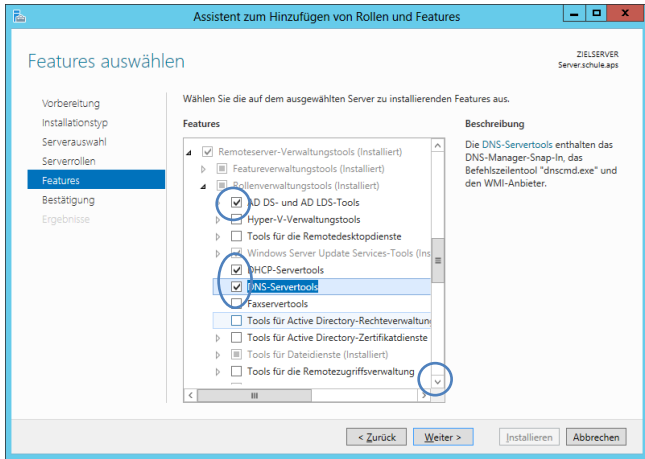 Assistent zum Hinzufügen von Rollen und Features
Features auswählen
ZIELSERVER
Server.schule.aps
Vorbereitung
Installationstyp
Serverauswahl
Serverrollen
Features
Bestätigung
Ergebnisse
Wählen Sie die auf dem ausgewählten Server zu installierenden Features aus.
Features
Remoteserver-Verwaltungstools (Installiert)
Featureverwaltungstools (Installiert)
Rollenverwaltungstools (Installiert)
AD DS- und AD LDS-Tools
Hyper-V-Verwaltungstools
Tools für die Remotedesktopdienste
Windows Server Update Services-Tools (Ins
DHCP-Servertools
DNS-Servertools
Faxservertools
Tools für Active Directory-Rechteverwaltun
Tools für Active Directory-Zertifikatdienste
Tools für Dateidienste (Installiert)
Tools für die Remotezugriffsverwaltung
Beschreibung
Die DNS-Servertools enthalten das
DNS-Manager-Snap-In, das
Befehlszeilentool "dnscmd.exe" und
den WMI-Anbieter.
< Zurück
Weiter >
Installieren
Abbrechen